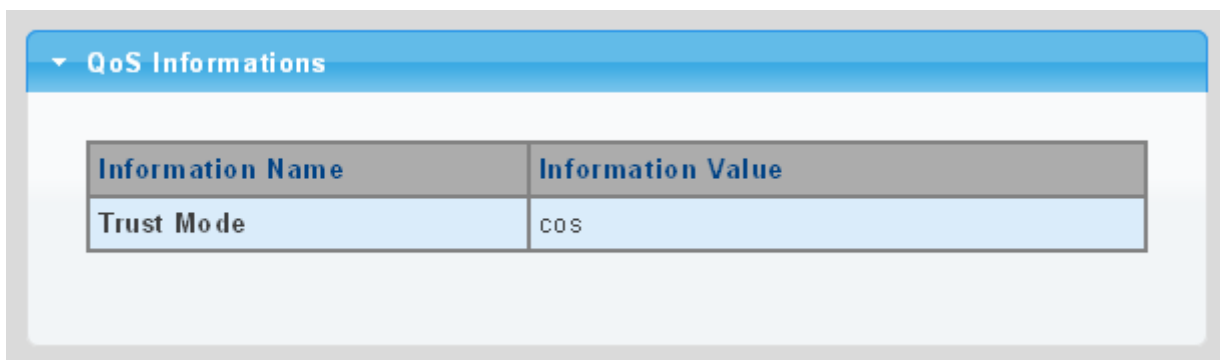 QoS Informations
Information Name Information Value
Trust Mode cos